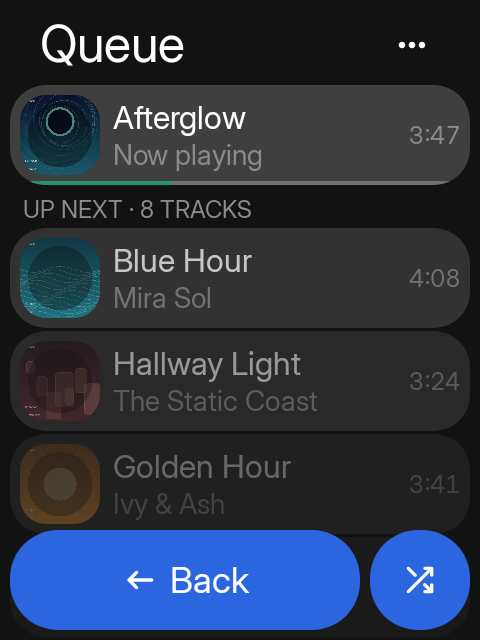 Queue
Afterglow
Now playing
3:47
UP NEXT · 8 TRACKS
Blue Hour
Mira Sol
4:08
Hallway Light
The Static Coast
3:24
Golden Hour
Ivy & Ash
3:41
Back